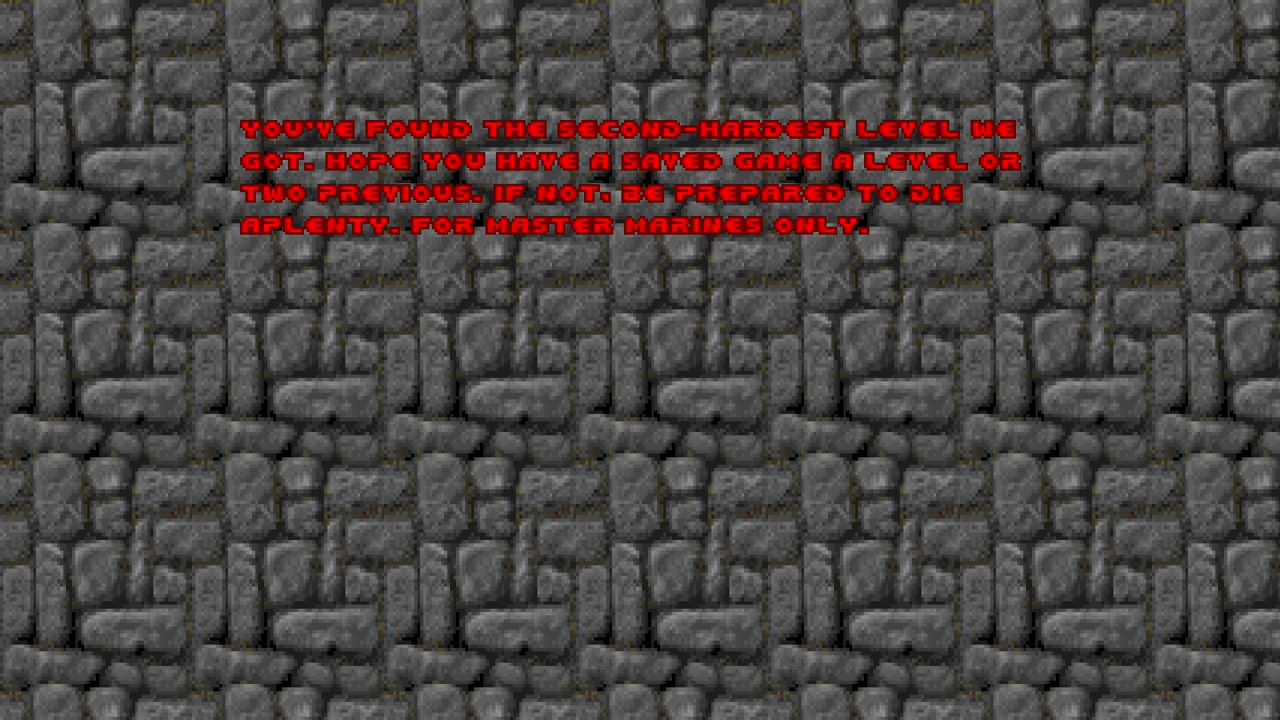 YOU'VE FOUND THE SECOND-HARDEST LEVEL WE
GOT. HOPE YOU HAVE A SAVED GAME A LEVEL OR
TWO PREVIOUS. IF NOT, BE PREPARED TO DIE
APLENTY. FOR MASTER MARINES ONLY.